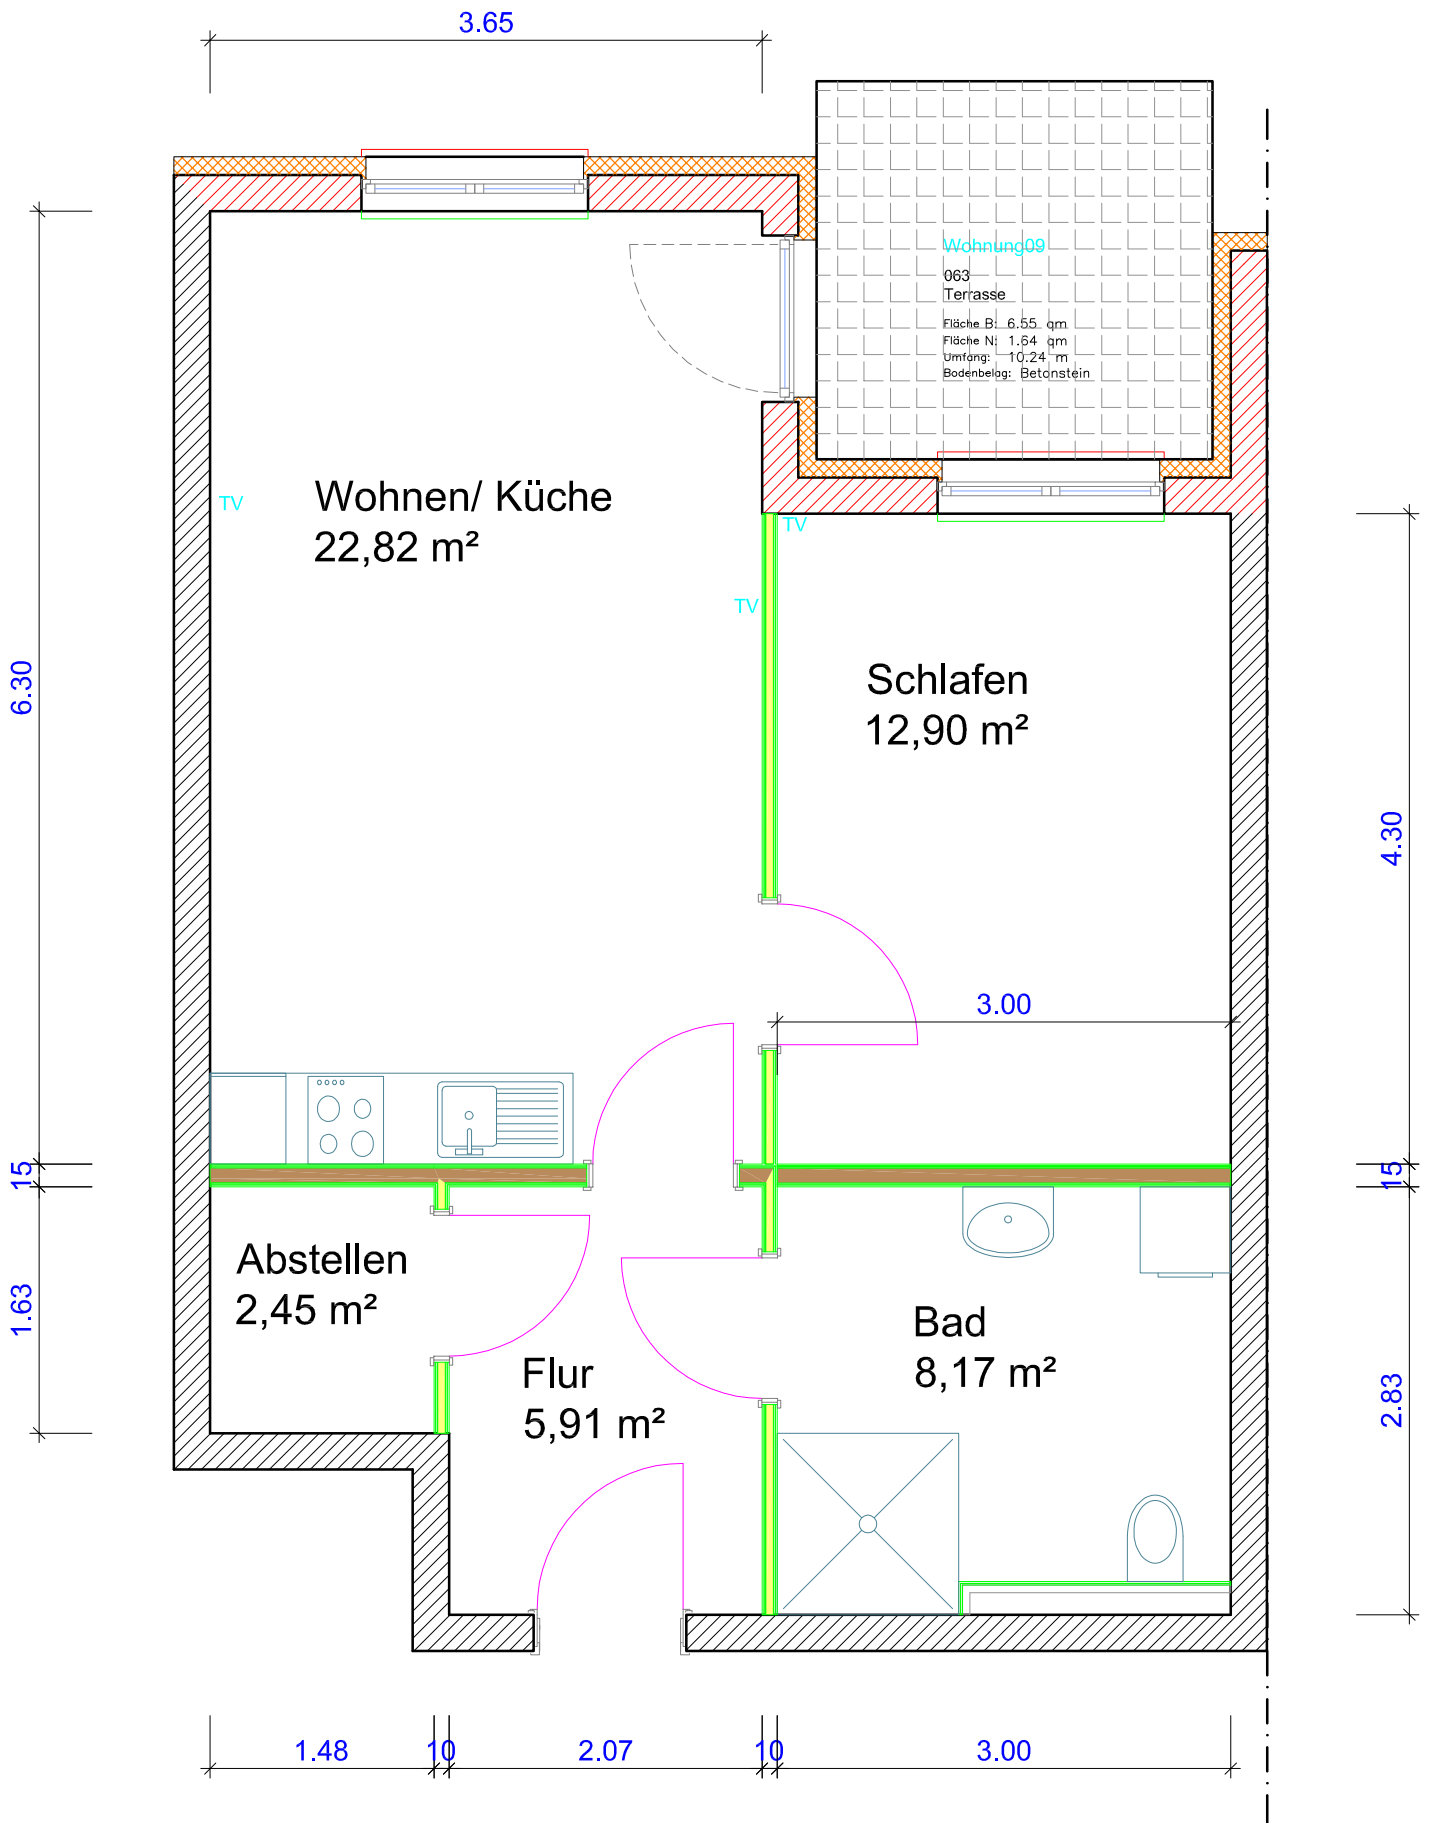 3.65
Wohnung09
063
Terrasse
Fläche B: 6.55 qm
Fläche N: 1.64 qm
Umfang: 10.24 m
Bodenbelag: Betonstein
Wohnen/ Küche
22,82 m²
TV
TV
TV
Schlafen
12,90 m²
6.30
4.30
3.00
15
15
Abstellen
2,45 m²
1.63
Bad
8,17 m²
Flur
5,91 m²
2.83
1.48
10
2.07
10
3.00